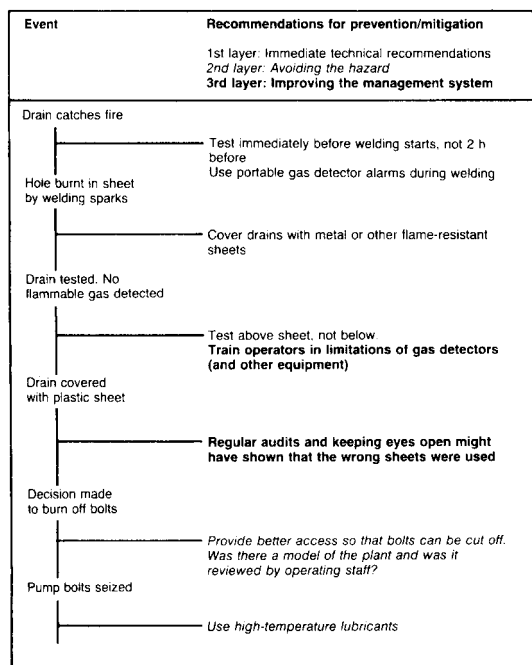 Event
Recommendations for prevention/mitigation
1st layer: Immediate technical recommendations
2nd layer: Avoiding the hazard
3rd layer: Improving the management system
Drain catches fire
Test immediately before welding starts, not 2 h
before
Use portable gas detector alarms during welding
Hole burnt in sheet
by welding sparks
Cover drains with metal or other flame-resistant
sheets
Drain tested. No
flammable gas detected
Test above sheet, not below
Train operators in limitations of gas detectors
(and other equipment)
Drain covered
with plastic sheet
Regular audits and keeping eyes open might
have shown that the wrong sheets were used
Decision made
to burn off bolts
Provide better access so that bolts can be cut off.
Was there a model of the plant and was it
reviewed by operating staff?
Pump bolts seized
Use high-temperature lubricants